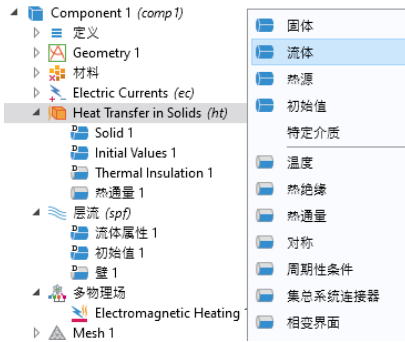 Component 1 (comp1)
定义
Geometry 1
材料
Electric Currents (ec)
Heat Transfer in Solids (ht)
Solid 1
Initial Values 1
Thermal Insulation 1
热通量 1
层流 (spf)
流体属性 1
初始值 1
壁 1
多物理场
Electromagnetic Heating
Mesh 1
固体
流体
热源
初始值
特定介质
温度
热绝缘
热通量
对称
周期性条件
集总系统连接器
相变界面